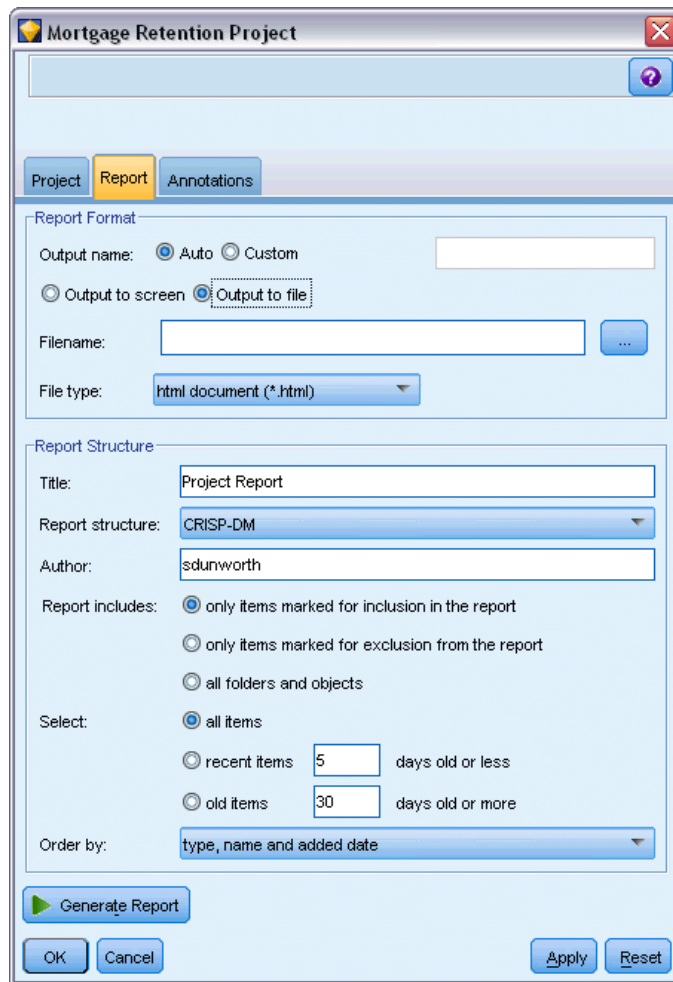 Mortgage Retention Project
Project Report Annotations
Report Format
Output name: Auto Custom
Output to screen Output to file
Filename: ...
File type: html document (*.html)
Report Structure
Title: Project Report
Report structure: CRISP-DM
Author: sdunworth
Report includes: only items marked for inclusion in the report
only items marked for exclusion from the report
all folders and objects
Select: all items
recent items 5 days old or less
old items 30 days old or more
Order by: type, name and added date
Generate Report
OK Cancel Apply Reset